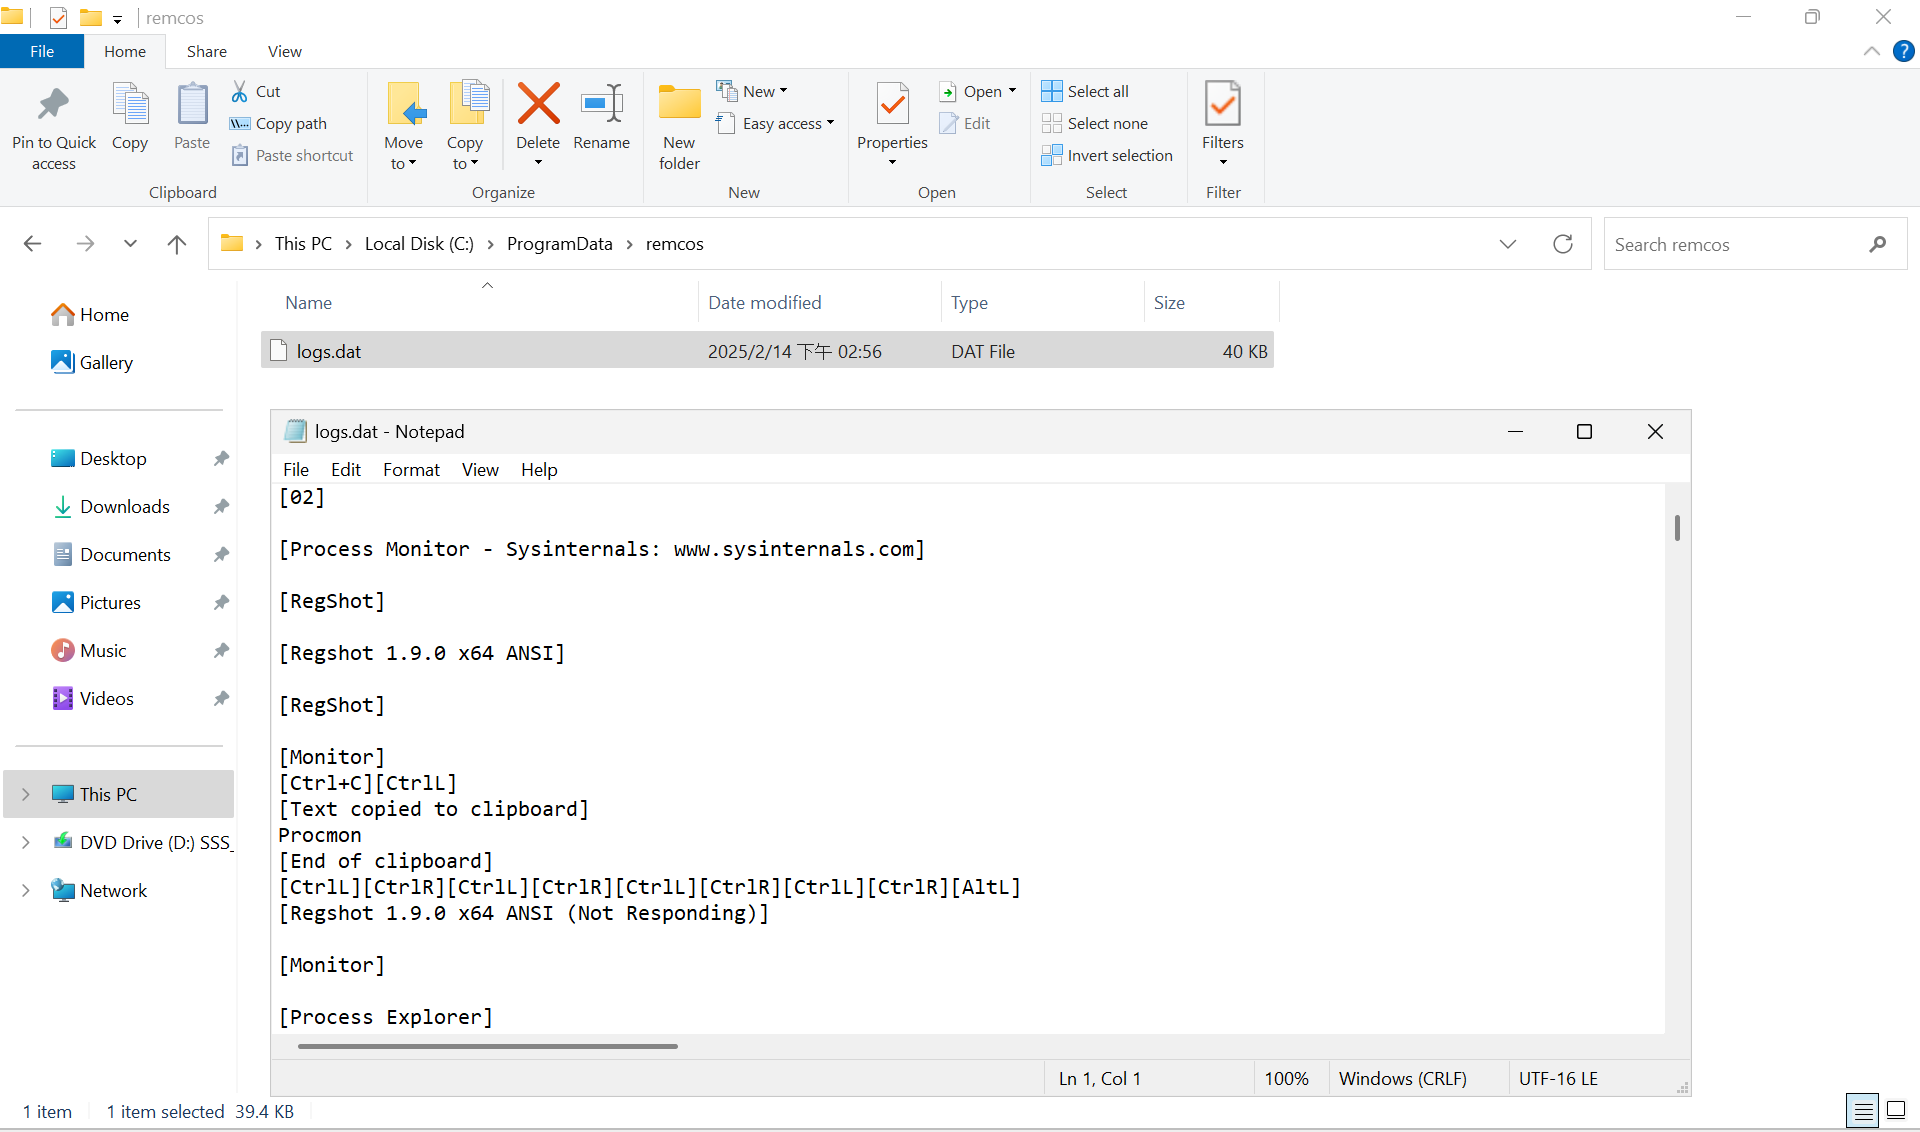 remcos
File
Home
Share
View
Pin to Quick access
Copy
Paste
Cut
Copy path
Paste shortcut
Clipboard
Move to
Copy to
Delete
Rename
Organize
New folder
New
Easy access
New
Properties
Open
Edit
Open
Select all
Select none
Invert selection
Select
Filters
Filter
This PC
Local Disk (C:)
ProgramData
remcos
Search remcos
Name
Date modified
Type
Size
logs.dat
2025/2/14 下午 02:56
DAT File
40 KB
Home
Gallery
Desktop
Downloads
Documents
Pictures
Music
Videos
This PC
DVD Drive (D:) SSS_
Network
logs.dat - Notepad
File
Edit
Format
View
Help
[02]
[Process Monitor - Sysinternals: www.sysinternals.com]
[RegShot]
[Regshot 1.9.0 x64 ANSI]
[RegShot]
[Monitor]
[Ctrl+C][CtrlL]
[Text copied to clipboard]
Procmon
[End of clipboard]
[CtrlL][CtrlR][CtrlL][CtrlR][CtrlL][CtrlR][CtrlL][CtrlR][AltL]
[Regshot 1.9.0 x64 ANSI (Not Responding)]
[Monitor]
[Process Explorer]
Ln 1, Col 1
100%
Windows (CRLF)
UTF-16 LE
1 item
1 item selected 39.4 KB